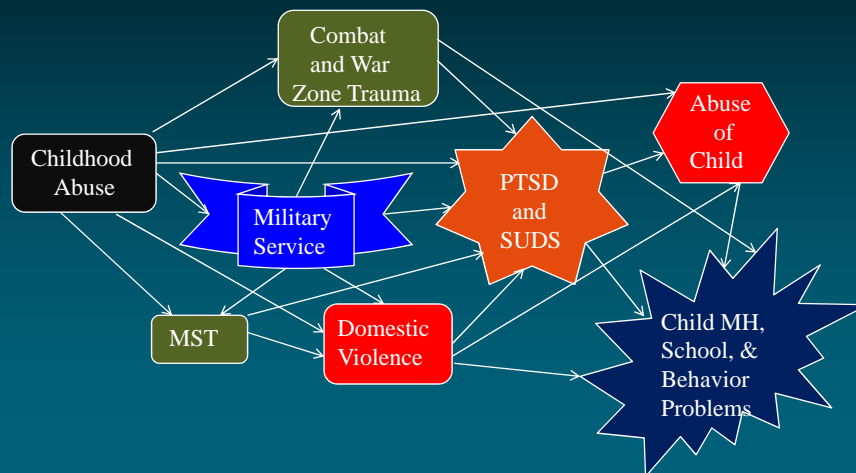 Combat
and War
Zone Trauma
Abuse
of
Child
Childhood
Abuse
PTSD
and
SUDS
Military
Service
MST
Domestic
Violence
Child MH,
School, &
Behavior
Problems